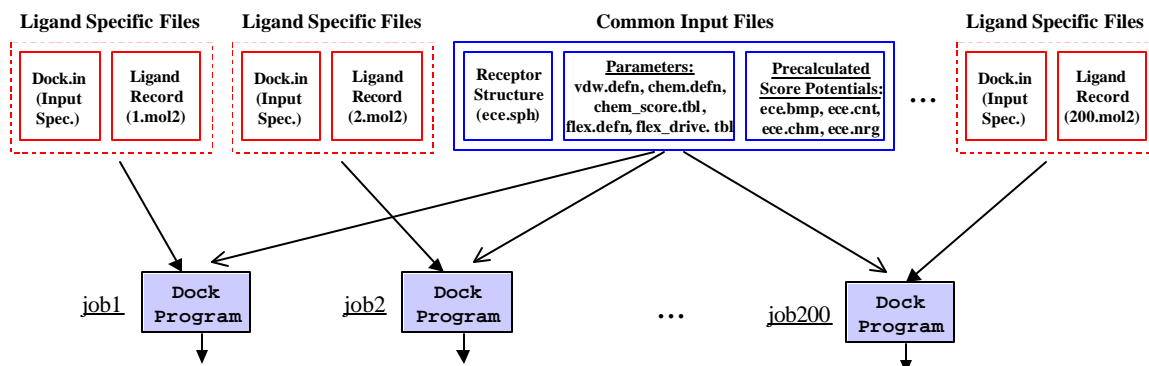 Ligand Specific Files
Ligand Specific Files
Common Input Files
Ligand Specific Files
Dock.in
(Input
Spec.)
Ligand
Record
(1.mol2)
Dock.in
(Input
Spec.)
Ligand
Record
(2.mol2)
Receptor
Structure
(ece.sph)
Parameters:
vdw.defn, chem.defn,
chem_score.tbl,
flex.defn, flex_drive. tbl
Precalculated
Score Potentials:
ece.bmp, ece.cnt,
ece.chm, ece.nrg
...
Dock.in
(Input
Spec.)
Ligand
Record
(200.mol2)
job1
Dock
Program
job2
Dock
Program
...
job200
Dock
Program